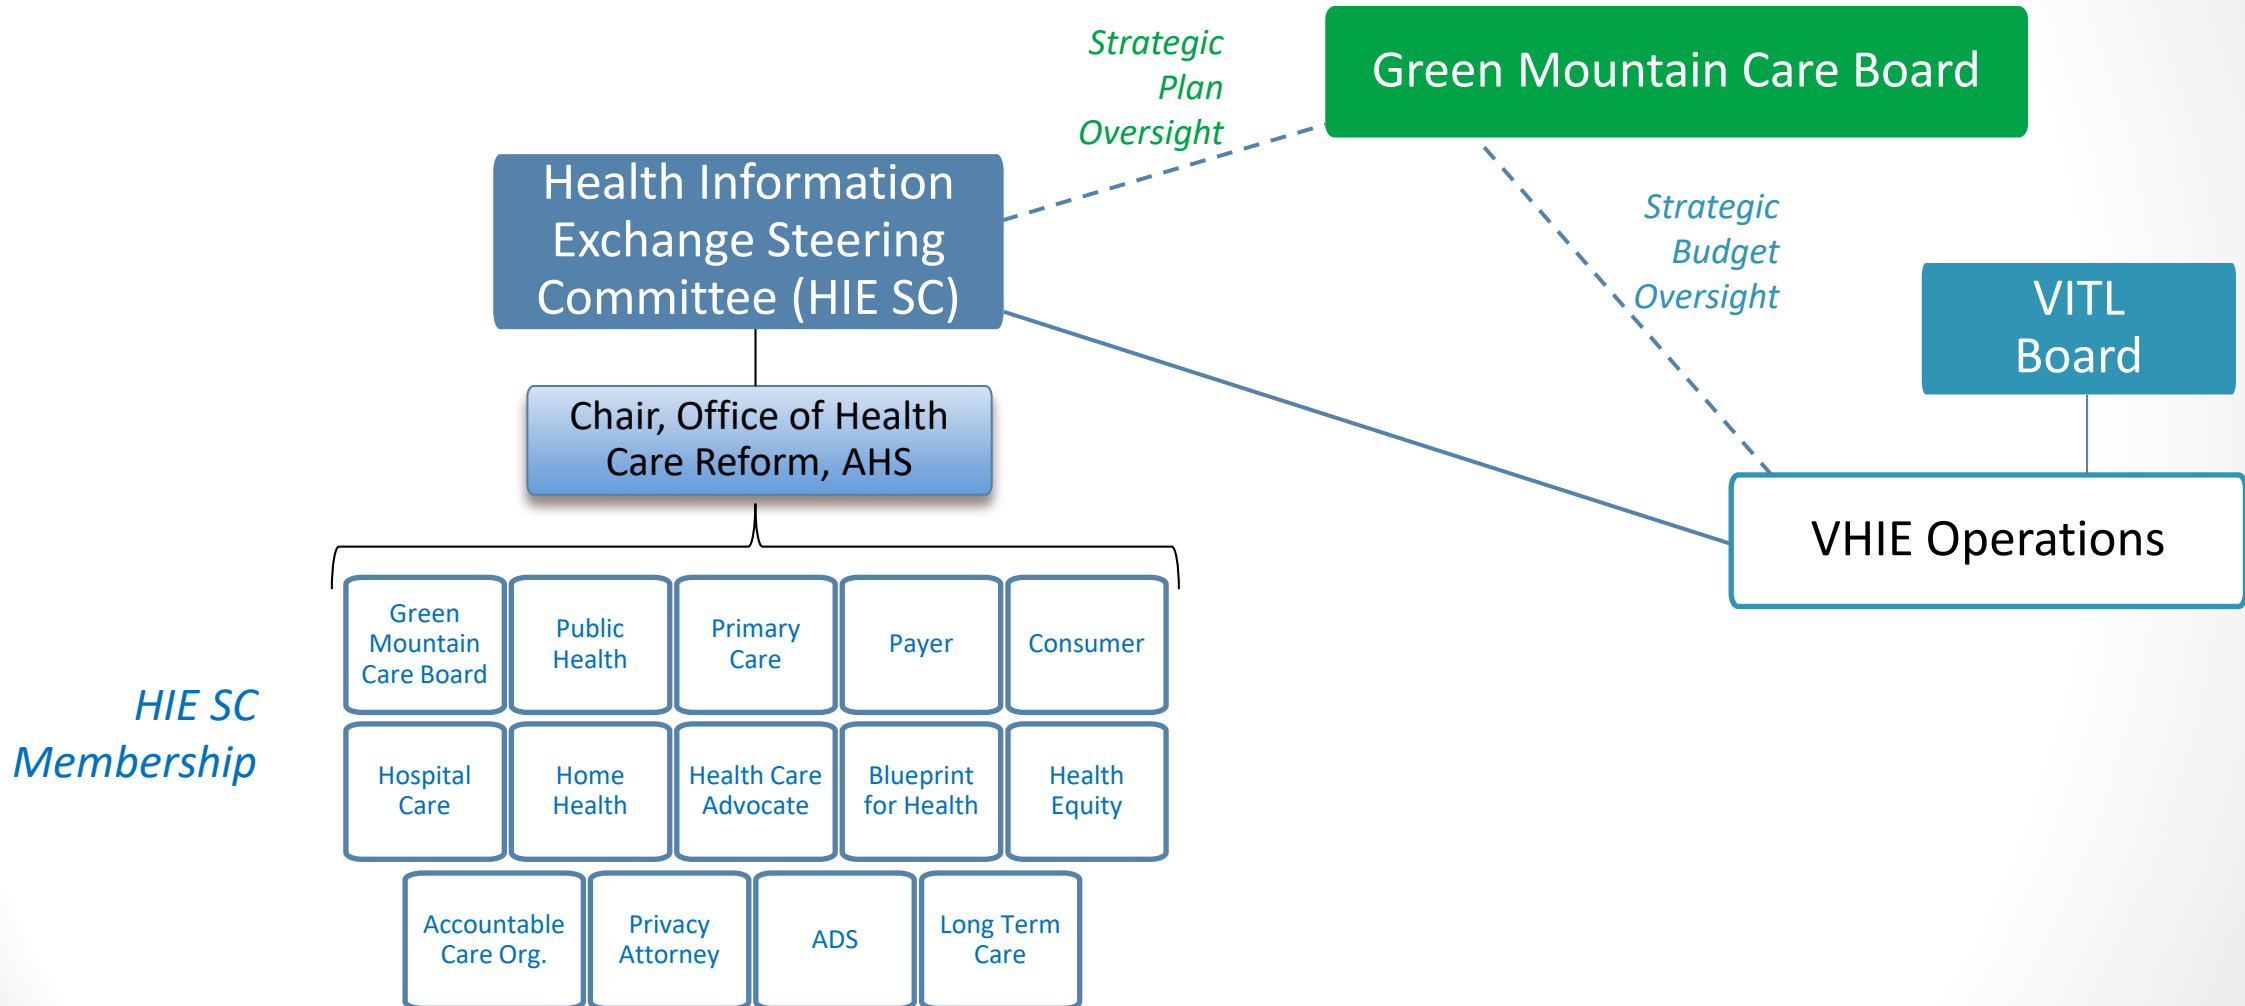 Strategic
Plan
Oversight
Green Mountain Care Board
Health Information
Exchange Steering
Committee (HIE SC)
Strategic
Budget
Oversight
VITL
Board
Chair, Office of Health
Care Reform, AHS
VHIE Operations
HIE SC
Membership
Green
Mountain
Care Board
Public
Health
Primary
Care
Payer
Consumer
Hospital
Care
Home
Health
Health Care
Advocate
Blueprint
for Health
Health
Equity
Accountable
Care Org.
Privacy
Attorney
ADS
Long Term
Care